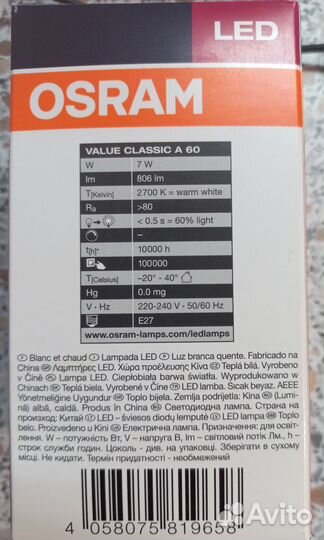 LED
OSRAM
VALUE CLASSIC A 60
W 7 W
lm 806 lm
T[Kelvin] 2700 K = warm white
Ra >80
< 0.5 s = 60% light
–
t[h]* 10000 h
100000
T[Celsius] –20° - 40°
Hg 0.0 mg
V · Hz 220-240 V · 50/60 Hz
E27
www.osram-lamps.com/ledlamps
Ⓕ Blanc et chaud Ⓘ Lampada LED Ⓟ Luz branca quente. Fabricado na
China Λαμπτήρες LED. Χώρα προέλευσης Κίνα Teplá bílá. Vyrobeno
v Číně Lampa LED. Ciepłobiała barwa światła. Wyprodukowano w
Chinach Teplá biela. Vyrobené v Číne LED lamba. Sıcak beyaz. AEEE
Yönetmeliğine Uygundur Toplo bijela. Zemlja podrijetla: Kina (Lumi-
nă) albă, caldă. Produs în China Светодиодна лампа. Страна на
произход: Китай LED – šviesos diodų lemputė LED lampa Toplo
belo. Proizvedeno u Kini Електрична лампа. Призначення: для освіт-
лення. W – потужність Вт, V – напруга В, lm – світловий потік Лм., h –
строк служби годин. Цоколь - див. на упаковці. Зберігати в сухому
місці. Не кидати. Термін придатності - необмежений
4 058075 819658
Avito